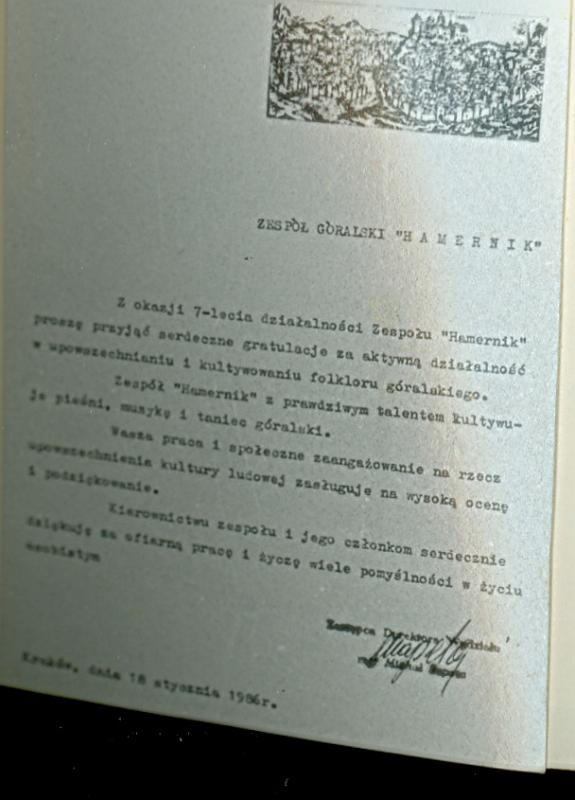 ZESPÓŁ GÓRALSKI "H A M E R N I K"
Z okazji 7-lecia działalności Zespołu "Hamernik"
proszę przyjąć serdeczne gratulacje za aktywną działalność
w upowszechnianiu i kultywowaniu folkloru góralskiego.
Zespół "Hamernik" z prawdziwym talentem kultywu-
je pieśni, muzykę i taniec góralski.
Wasza praca i społeczne zaangażowanie na rzecz
upowszechnienia kultury ludowej zasługuje na wysoką ocenę
i podziękowanie.
Kierownictwu zespołu i jego członkom serdecznie
dziękuję za ofiarną pracę i życzę wiele pomyślności w życiu
osobistym
Zastępca Dyrektora Wydziału
mgr Michał
Kraków, dnia 18 stycznia 1986r.